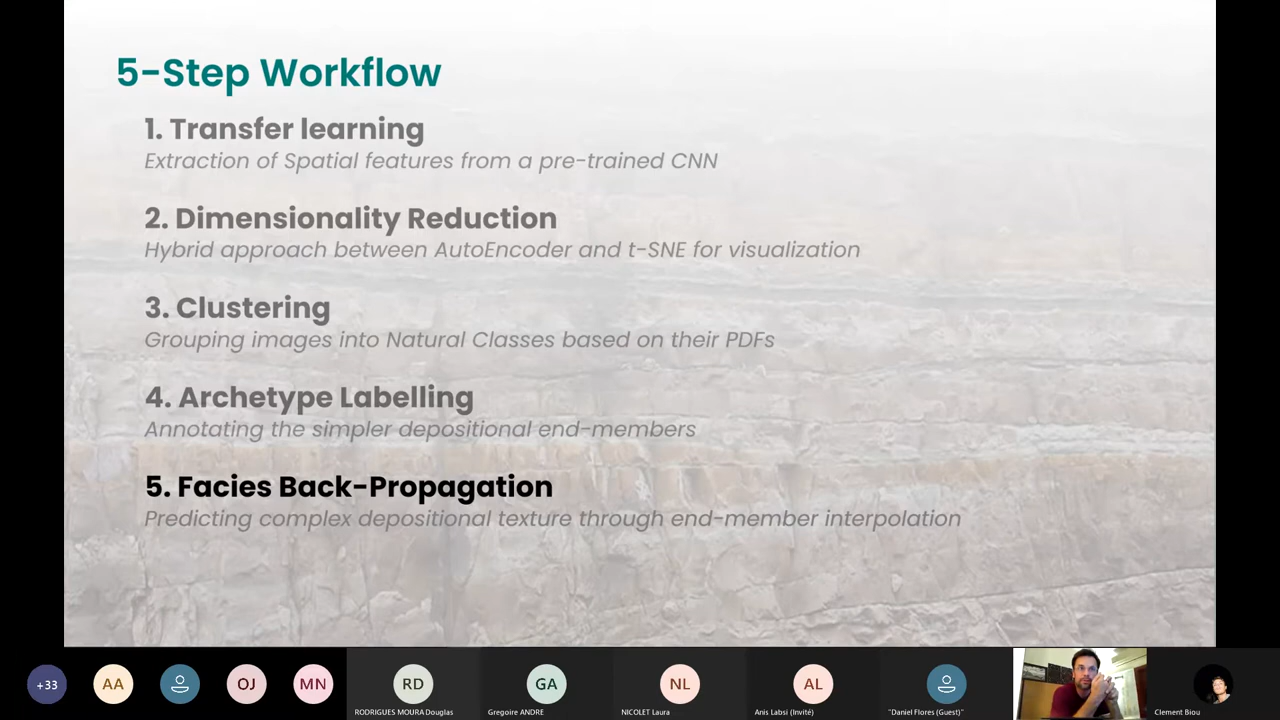 5-Step Workflow
1. Transfer learning
Extraction of Spatial features from a pre-trained CNN
2. Dimensionality Reduction
Hybrid approach between AutoEncoder and t-SNE for visualization
3. Clustering
Grouping images into Natural Classes based on their PDFs
4. Archetype Labelling
Annotating the simpler depositional end-members
5. Facies Back-Propagation
Predicting complex depositional texture through end-member interpolation
+33
AA
OJ
MN
RD
GA
NL
AL
RODRIGUES MOURA Douglas
Gregoire ANDRE
NICOLET Laura
Anis Labsi (Invité)
"Daniel Flores (Guest)"
Clement Biou